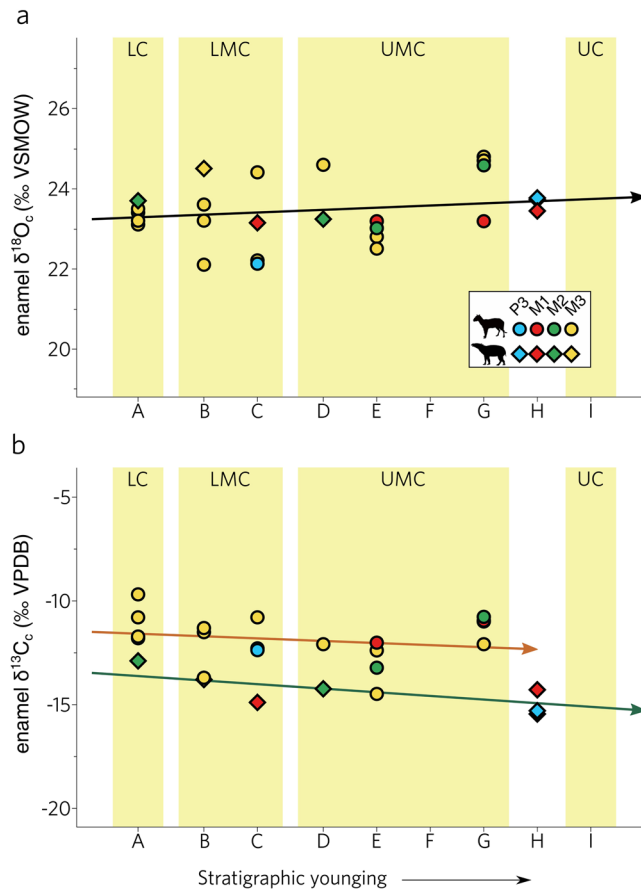 a
LC LMC UMC UC
enamel δ¹⁸Oc (‰ VSMOW)
26
24
22
20
P3 M1 M2 M3
A B C D E F G H I
b
LC LMC UMC UC
enamel δ¹³Cc (‰ VPDB)
-5
-10
-15
-20
A B C D E F G H I
Stratigraphic younging